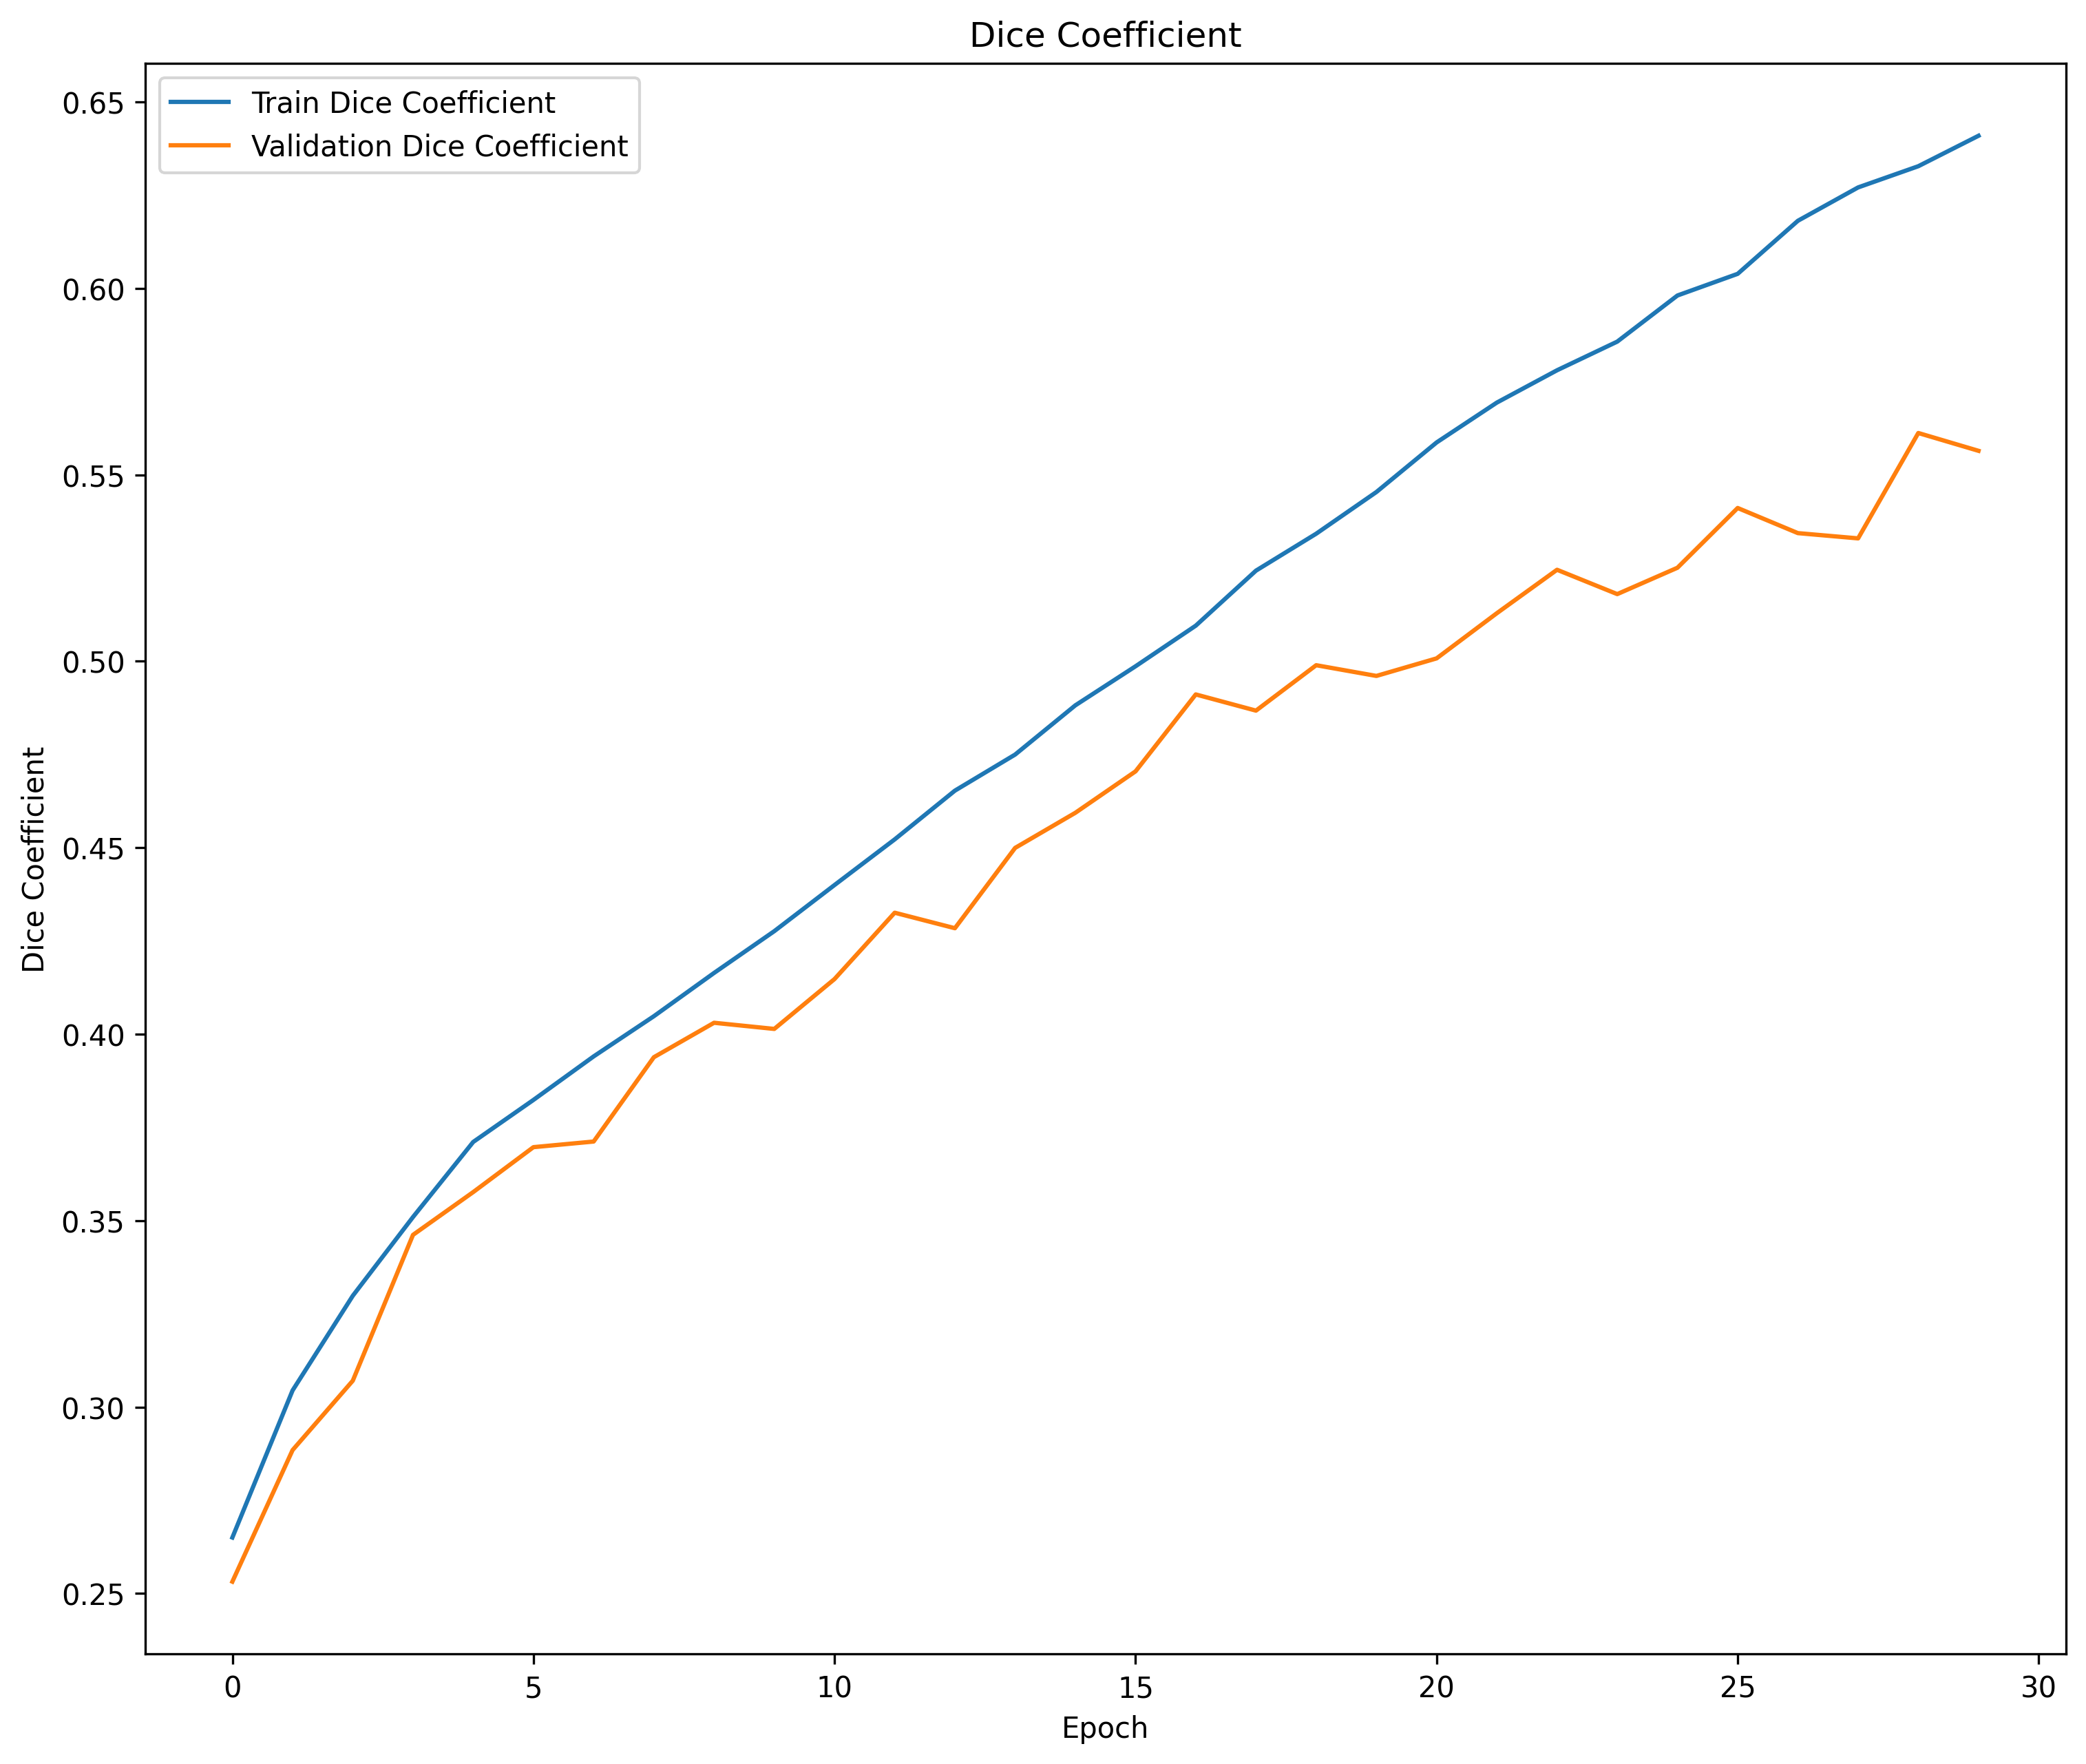 Dice Coefficient
Train Dice Coefficient
Validation Dice Coefficient
0.65
0.60
0.55
0.50
0.45
0.40
0.35
0.30
0.25
Dice Coefficient
0 5 10 15 20 25 30
Epoch